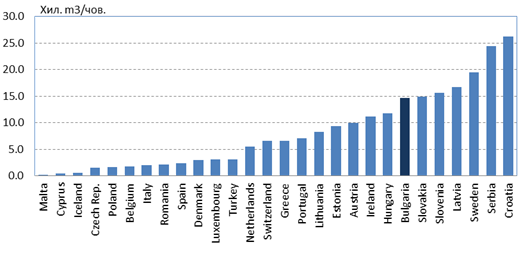 Хил. m3/чов.
30.0
25.0
20.0
15.0
10.0
5.0
0.0
Malta
Cyprus
Iceland
Czech Rep.
Poland
Belgium
Italy
Romania
Spain
Denmark
Luxembourg
Turkey
Netherlands
Switzerland
Greece
Portugal
Lithuania
Estonia
Austria
Ireland
Hungary
Bulgaria
Slovakia
Slovenia
Latvia
Sweden
Serbia
Croatia